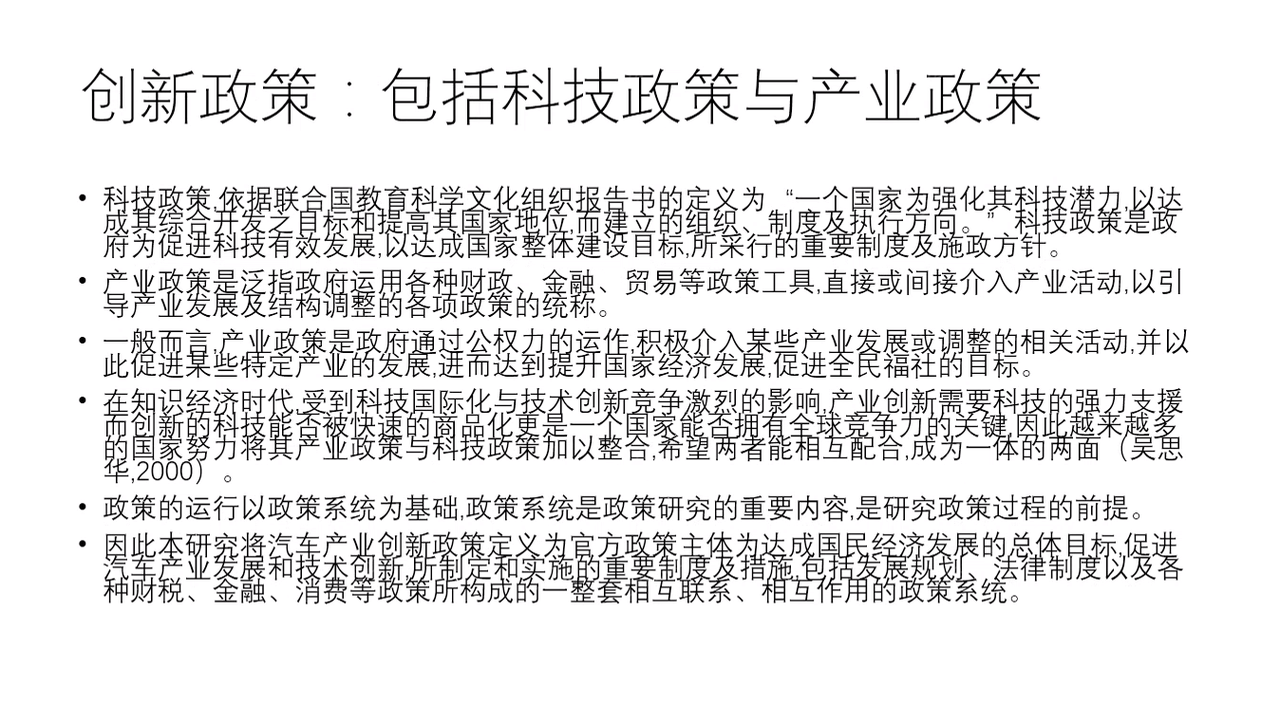 创新政策：包括科技政策与产业政策
• 科技政策,依据联合国教育科学文化组织报告书的定义为“一个国家为强化其科技潜力,以达
成其综合开发之目标和提高其国家地位,而建立的组织、制度及执行方向。” 科技政策是政
府为促进科技有效发展,以达成国家整体建设目标,所采行的重要制度及施政方针。
• 产业政策是泛指政府运用各种财政、金融、贸易等政策工具,直接或间接介入产业活动,以引
导产业发展及结构调整的各项政策的统称。
• 一般而言,产业政策是政府通过公权力的运作,积极介入某些产业发展或调整的相关活动,并以
此促进某些特定产业的发展,进而达到提升国家经济发展,促进全民福社的目标。
• 在知识经济时代,受到科技国际化与技术创新竞争激烈的影响,产业创新需要科技的强力支援
而创新的科技能否被快速的商品化更是一个国家能否拥有全球竞争力的关键,因此越来越多
的国家努力将其产业政策与科技政策加以整合,希望两者能相互配合,成为一体的两面（吴思
华,2000）。
• 政策的运行以政策系统为基础,政策系统是政策研究的重要内容,是研究政策过程的前提。
• 因此本研究将汽车产业创新政策定义为官方政策主体为达成国民经济发展的总体目标,促进
汽车产业发展和技术创新,所制定和实施的重要制度及措施,包括发展规划、 法律制度以及各
种财税、金融、消费等政策所构成的一整套相互联系、相互作用的政策系统。